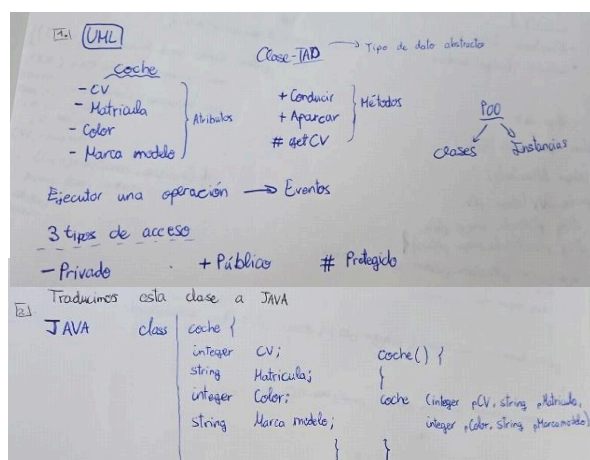 1. UML
Clase-TAD → Tipo de dato abstracto
Coche
- CV
- Matricula
- Color
- Marca modelo
Atributos
+ Conducir
+ Aparcar
# getCV
Métodos
POO
clases Instancias
Ejecutor una operación → Eventos
3 tipos de acceso
- Privado + Público # Protegido
2. Traducimos esta clase a JAVA
JAVA class coche {
integer CV;
string Matricula;
integer Color;
string Marca modelo;
}
coche() {
}
coche (integer pCV, string pMatricula,
integer pColor, string pMarcamodelo)
}